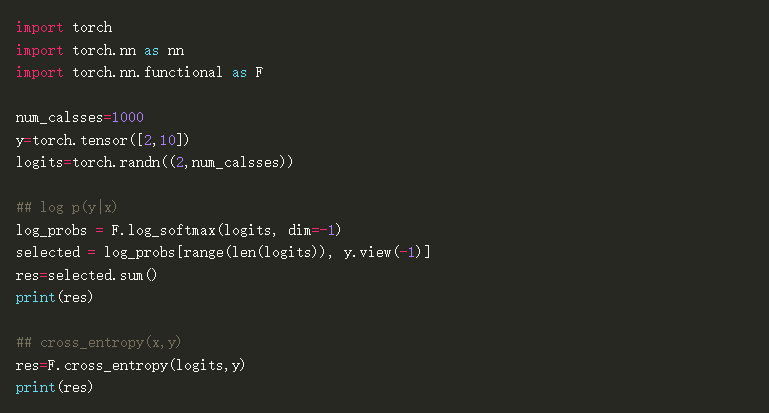 import torch
import torch.nn as nn
import torch.nn.functional as F
num_calsses=1000
y=torch.tensor([2,10])
logits=torch.randn((2,num_calsses))
## log p(y|x)
log_probs = F.log_softmax(logits, dim=-1)
selected = log_probs[range(len(logits)), y.view(-1)]
res=selected.sum()
print(res)
## cross_entropy(x,y)
res=F.cross_entropy(logits,y)
print(res)